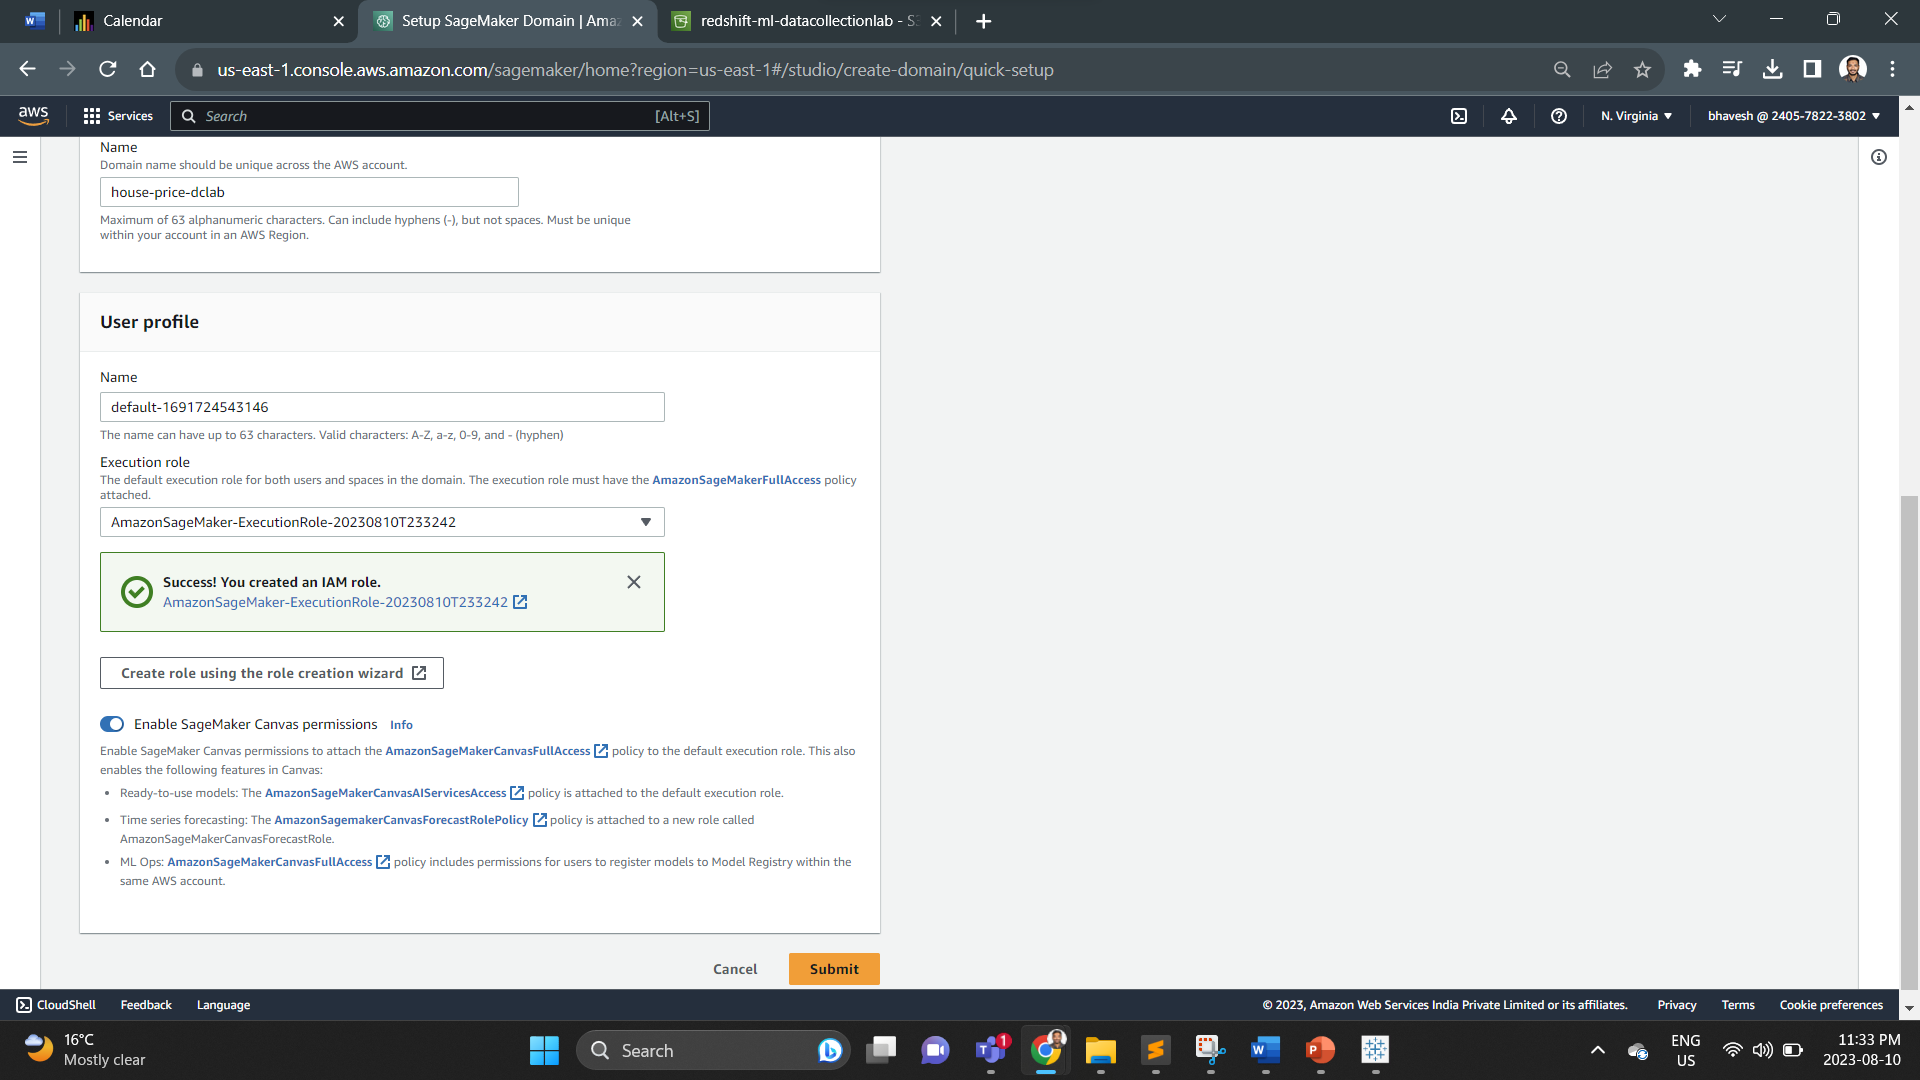 Calendar
Setup SageMaker Domain | Amaz
redshift-ml-datacollectionlab - S3
us-east-1.console.aws.amazon.com/sagemaker/home?region=us-east-1#/studio/create-domain/quick-setup
aws
Services
Search
[Alt+S]
N. Virginia
bhavesh @ 2405-7822-3802
Name
Domain name should be unique across the AWS account.
house-price-dclab
Maximum of 63 alphanumeric characters. Can include hyphens (-), but not spaces. Must be unique
within your account in an AWS Region.
User profile
Name
default-1691724543146
The name can have up to 63 characters. Valid characters: A-Z, a-z, 0-9, and - (hyphen)
Execution role
The default execution role for both users and spaces in the domain. The execution role must have the AmazonSageMakerFullAccess policy
attached.
AmazonSageMaker-ExecutionRole-20230810T233242
Success! You created an IAM role.
AmazonSageMaker-ExecutionRole-20230810T233242
Create role using the role creation wizard
Enable SageMaker Canvas permissions Info
Enable SageMaker Canvas permissions to attach the AmazonSageMakerCanvasFullAccess policy to the default execution role. This also
enables the following features in Canvas:
• Ready-to-use models: The AmazonSageMakerCanvasAIServicesAccess policy is attached to the default execution role.
• Time series forecasting: The AmazonSagemakerCanvasForecastRolePolicy policy is attached to a new role called
AmazonSageMakerCanvasForecastRole.
• ML Ops: AmazonSageMakerCanvasFullAccess policy includes permissions for users to register models to Model Registry within the
same AWS account.
Cancel
Submit
CloudShell
Feedback
Language
© 2023, Amazon Web Services India Private Limited or its affiliates.
Privacy
Terms
Cookie preferences
16°C
Mostly clear
Search
1
ENG
US
11:33 PM
2023-08-10